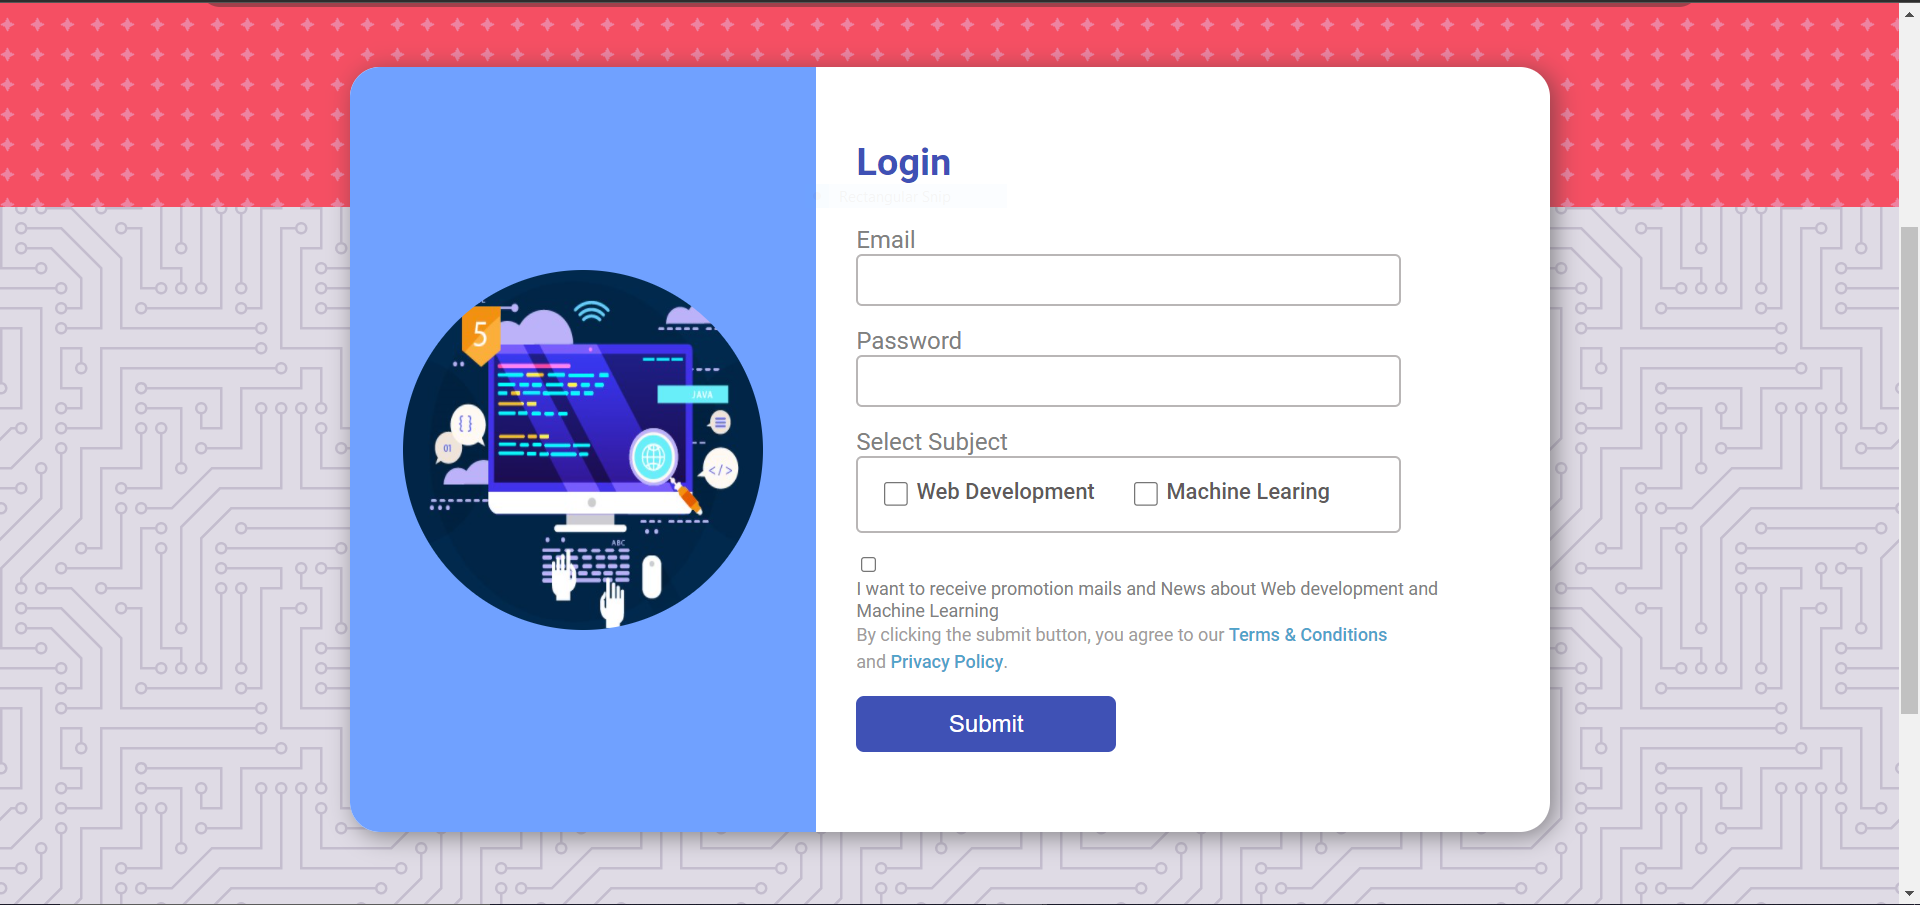 Login
Rectangular Snip
Email
Password
Select Subject
Web Development Machine Learing
I want to receive promotion mails and News about Web development and
Machine Learning
By clicking the submit button, you agree to our Terms & Conditions
and Privacy Policy.
Submit
5
JAVA
{}
01
</>
ABC